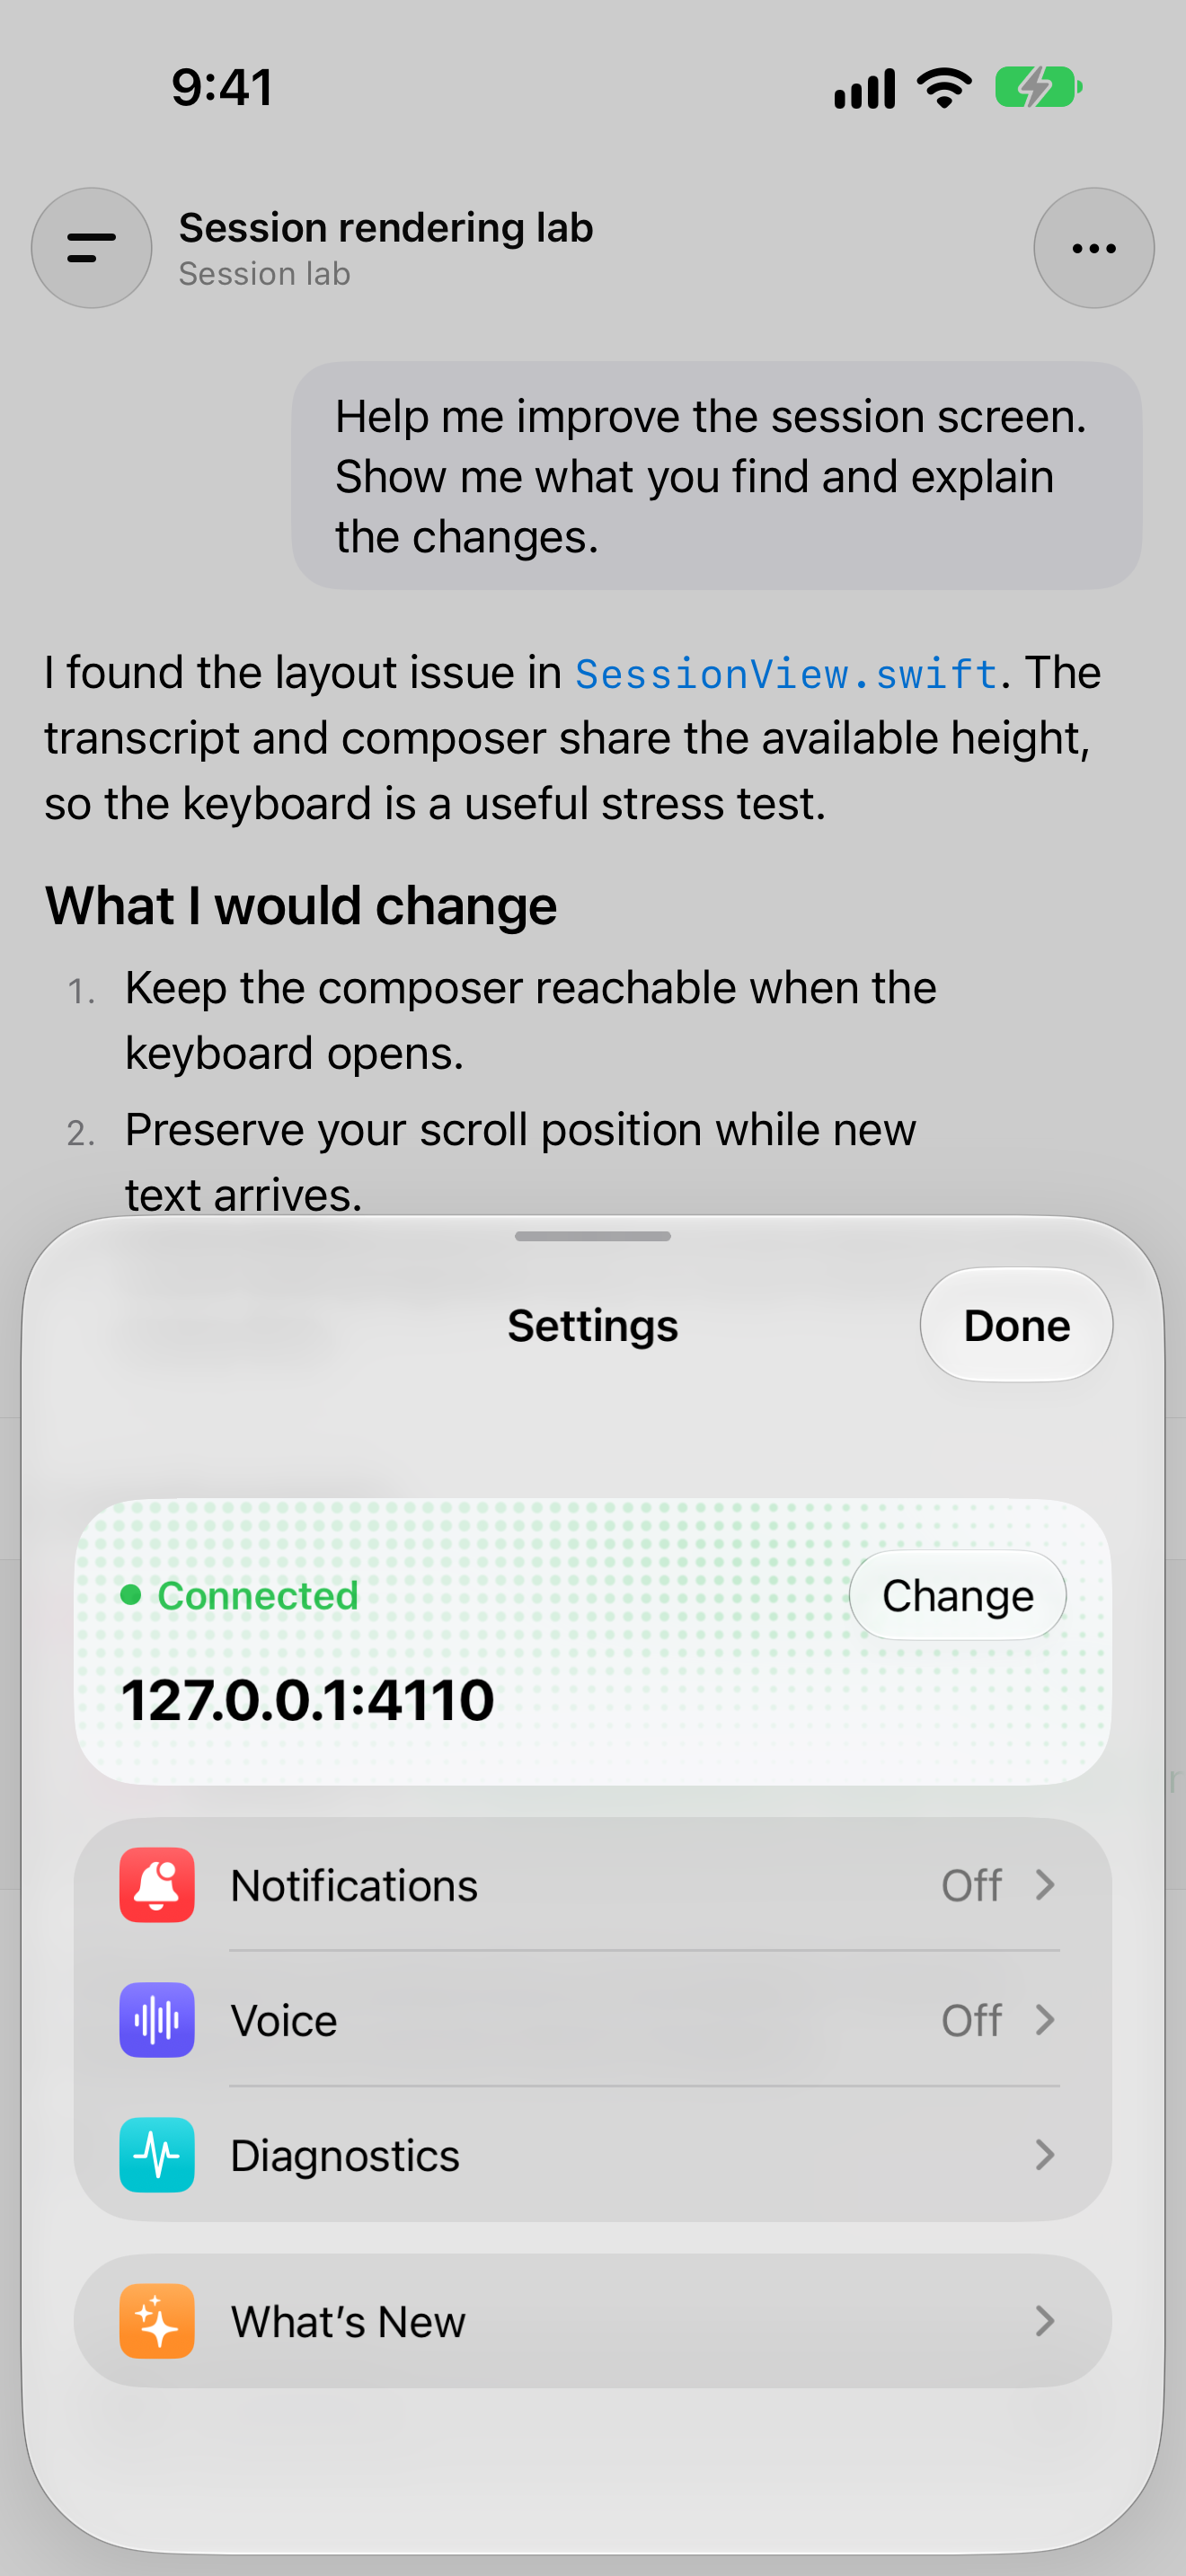 9:41
Session rendering lab
Session lab
Help me improve the session screen.
Show me what you find and explain
the changes.
I found the layout issue in SessionView.swift. The
transcript and composer share the available height,
so the keyboard is a useful stress test.
What I would change
1. Keep the composer reachable when the
keyboard opens.
2. Preserve your scroll position while new
text arrives.
Settings
Done
Connected
Change
127.0.0.1:4110
Notifications Off
Voice Off
Diagnostics
What’s New